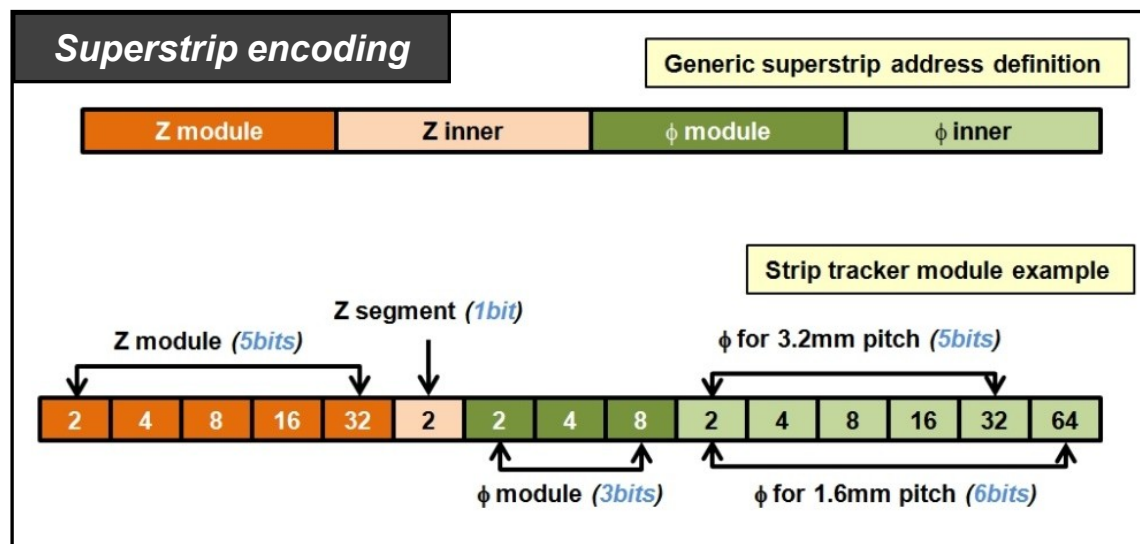 Superstrip encoding
Generic superstrip address definition
Z module Z inner ϕ module ϕ inner
Strip tracker module example
Z segment (1bit)
Z module (5bits) ϕ for 3.2mm pitch (5bits)
2 4 8 16 32 2 2 4 8 2 4 8 16 32 64
ϕ module (3bits) ϕ for 1.6mm pitch (6bits)